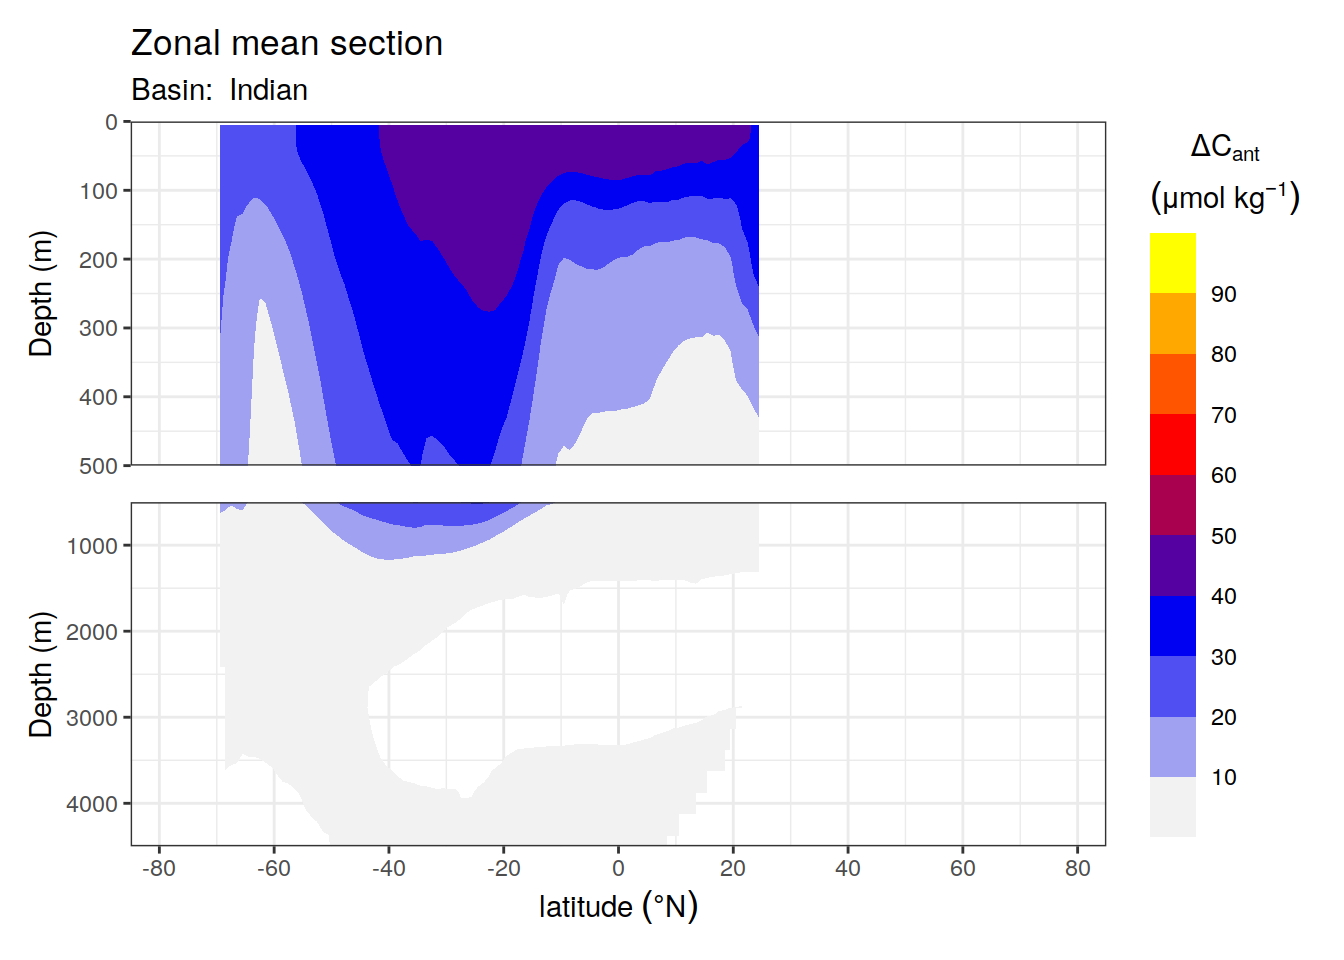 Zonal mean section
Basin:  Indian
0
100
200
300
400
500
Depth (m)
1000
2000
3000
4000
Depth (m)
-80 -60 -40 -20 0 20 40 60 80
latitude (°N)
ΔCant
(μmol kg⁻¹)
90
80
70
60
50
40
30
20
10